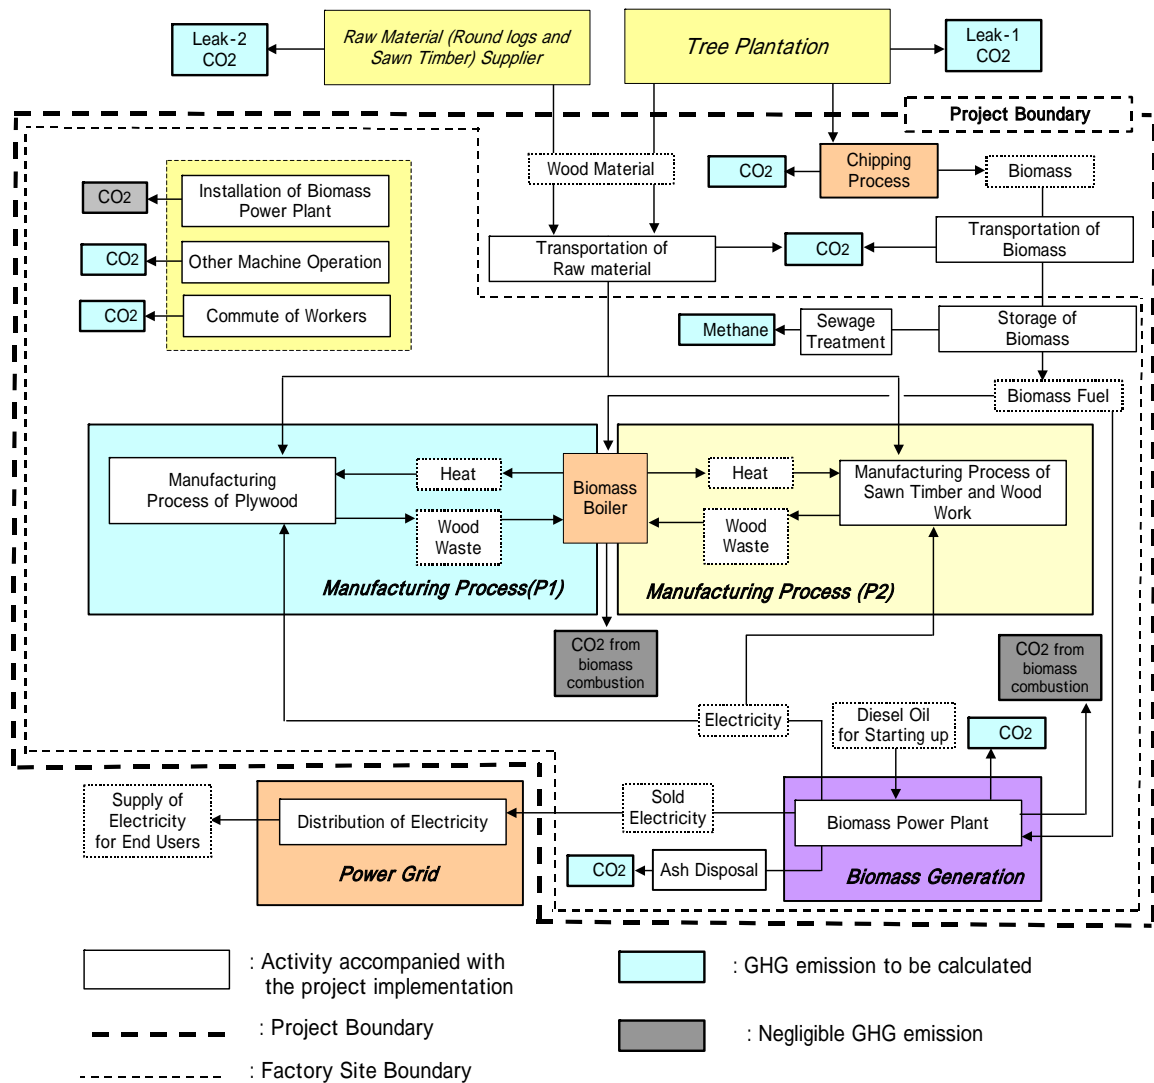 Leak-2
CO2
Raw Material (Round logs and
Sawn Timber) Supplier
Tree Plantation
Leak-1
CO2
Project Boundary
Wood Material
CO2
Chipping
Process
Biomass
CO2
Installation of Biomass
Power Plant
CO2
Other Machine Operation
CO2
Commute of Workers
Transportation of
Raw material
CO2
Transportation of
Biomass
Methane
Sewage
Treatment
Storage of
Biomass
Biomass Fuel
Manufacturing
Process of Plywood
Heat
Wood
Waste
Biomass
Boiler
Heat
Wood
Waste
Manufacturing Process of
Sawn Timber and Wood
Work
Manufacturing Process(P1)
Manufacturing Process (P2)
CO2 from
biomass
combustion
CO2 from
biomass
combustion
Electricity
Diesel Oil
for Starting up
CO2
Supply of
Electricity
for End Users
Distribution of Electricity
Power Grid
Sold
Electricity
Biomass Power Plant
CO2
Ash Disposal
Biomass Generation
: Activity accompanied with
the project implementation
: GHG emission to be calculated
: Project Boundary
: Negligible GHG emission
: Factory Site Boundary